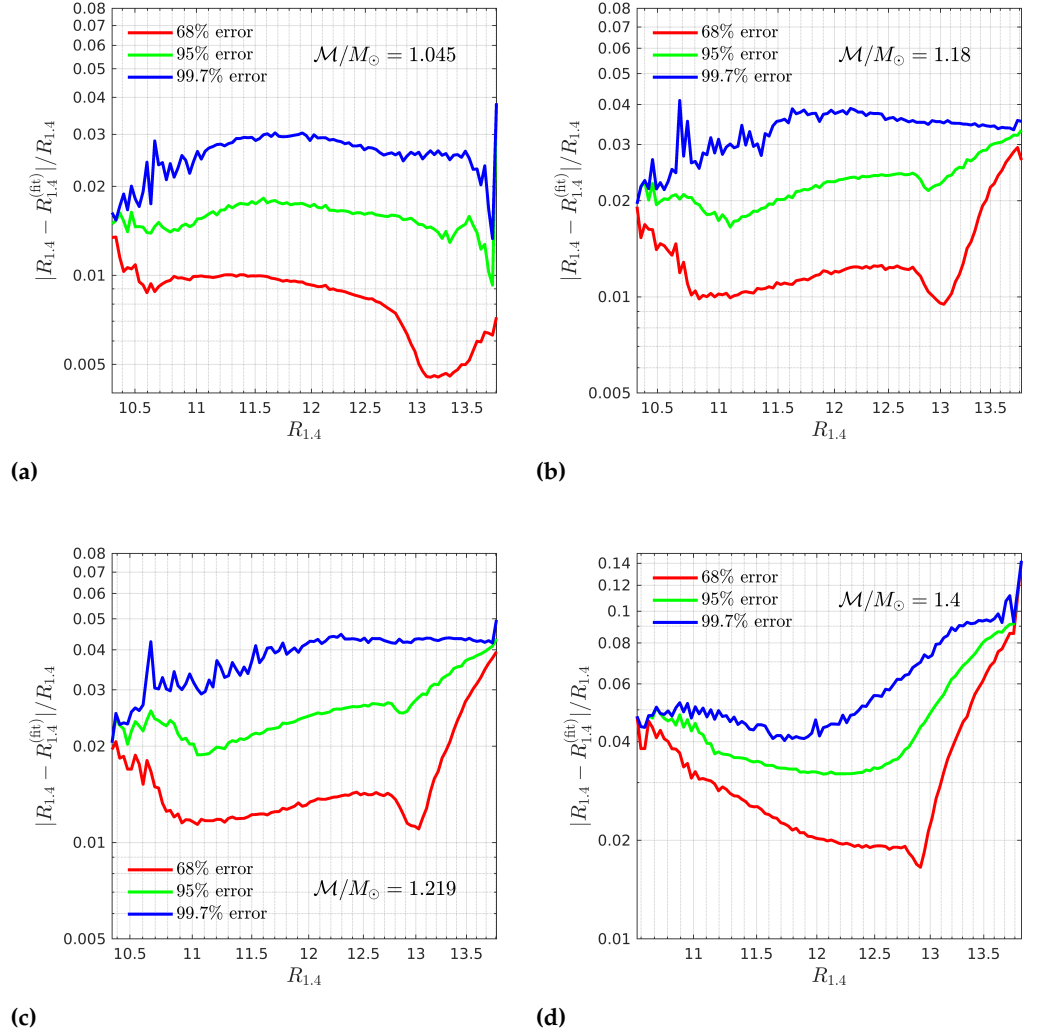 0.08
0.07
0.06
0.05
0.04
0.03
0.02
0.01
0.005
68% error
95% error
99.7% error
M/M⊙ = 1.045
|R1.4 − R1.4(fit)|/R1.4
10.5 11 11.5 12 12.5 13 13.5
R1.4
(a)
0.08
0.07
0.06
0.05
0.04
0.03
0.02
0.01
0.005
68% error
95% error
99.7% error
M/M⊙ = 1.18
|R1.4 − R1.4(fit)|/R1.4
10.5 11 11.5 12 12.5 13 13.5
R1.4
(b)
0.08
0.07
0.06
0.05
0.04
0.03
0.02
0.01
0.005
68% error
95% error
99.7% error
M/M⊙ = 1.219
|R1.4 − R1.4(fit)|/R1.4
10.5 11 11.5 12 12.5 13 13.5
R1.4
(c)
0.14
0.1
0.08
0.06
0.04
0.02
0.01
68% error
95% error
99.7% error
M/M⊙ = 1.4
|R1.4 − R1.4(fit)|/R1.4
11 12 13
R1.4
(d)